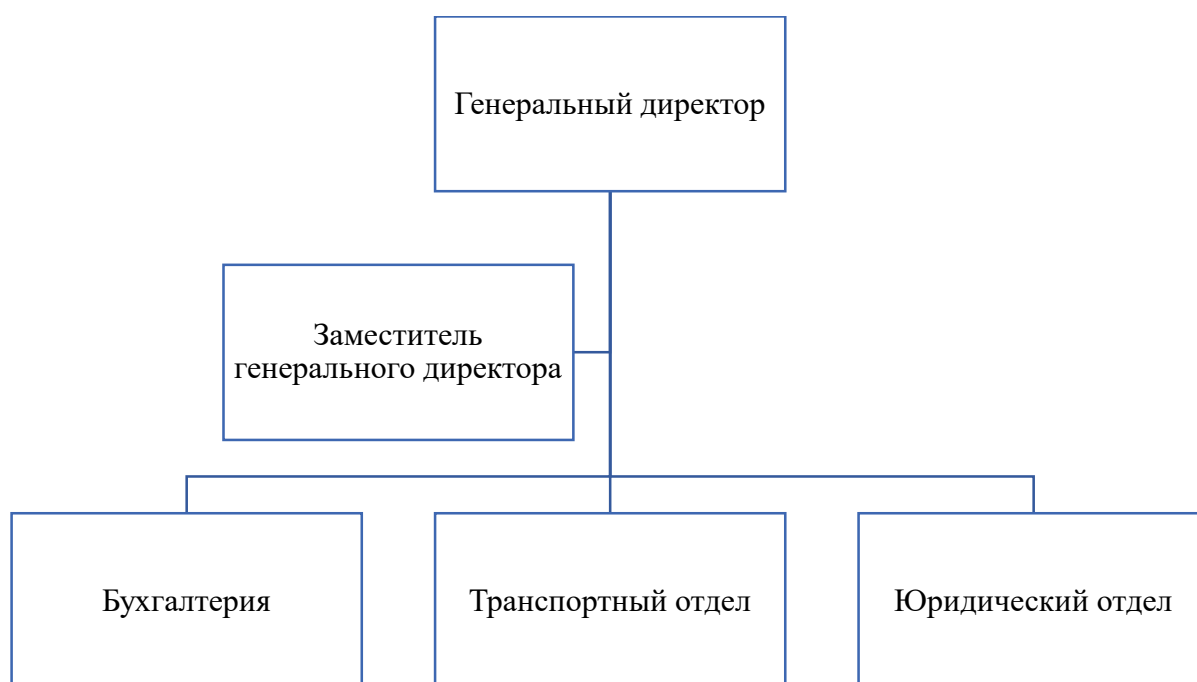 Генеральный директор
Заместитель
генерального директора
Бухгалтерия
Транспортный отдел
Юридический отдел